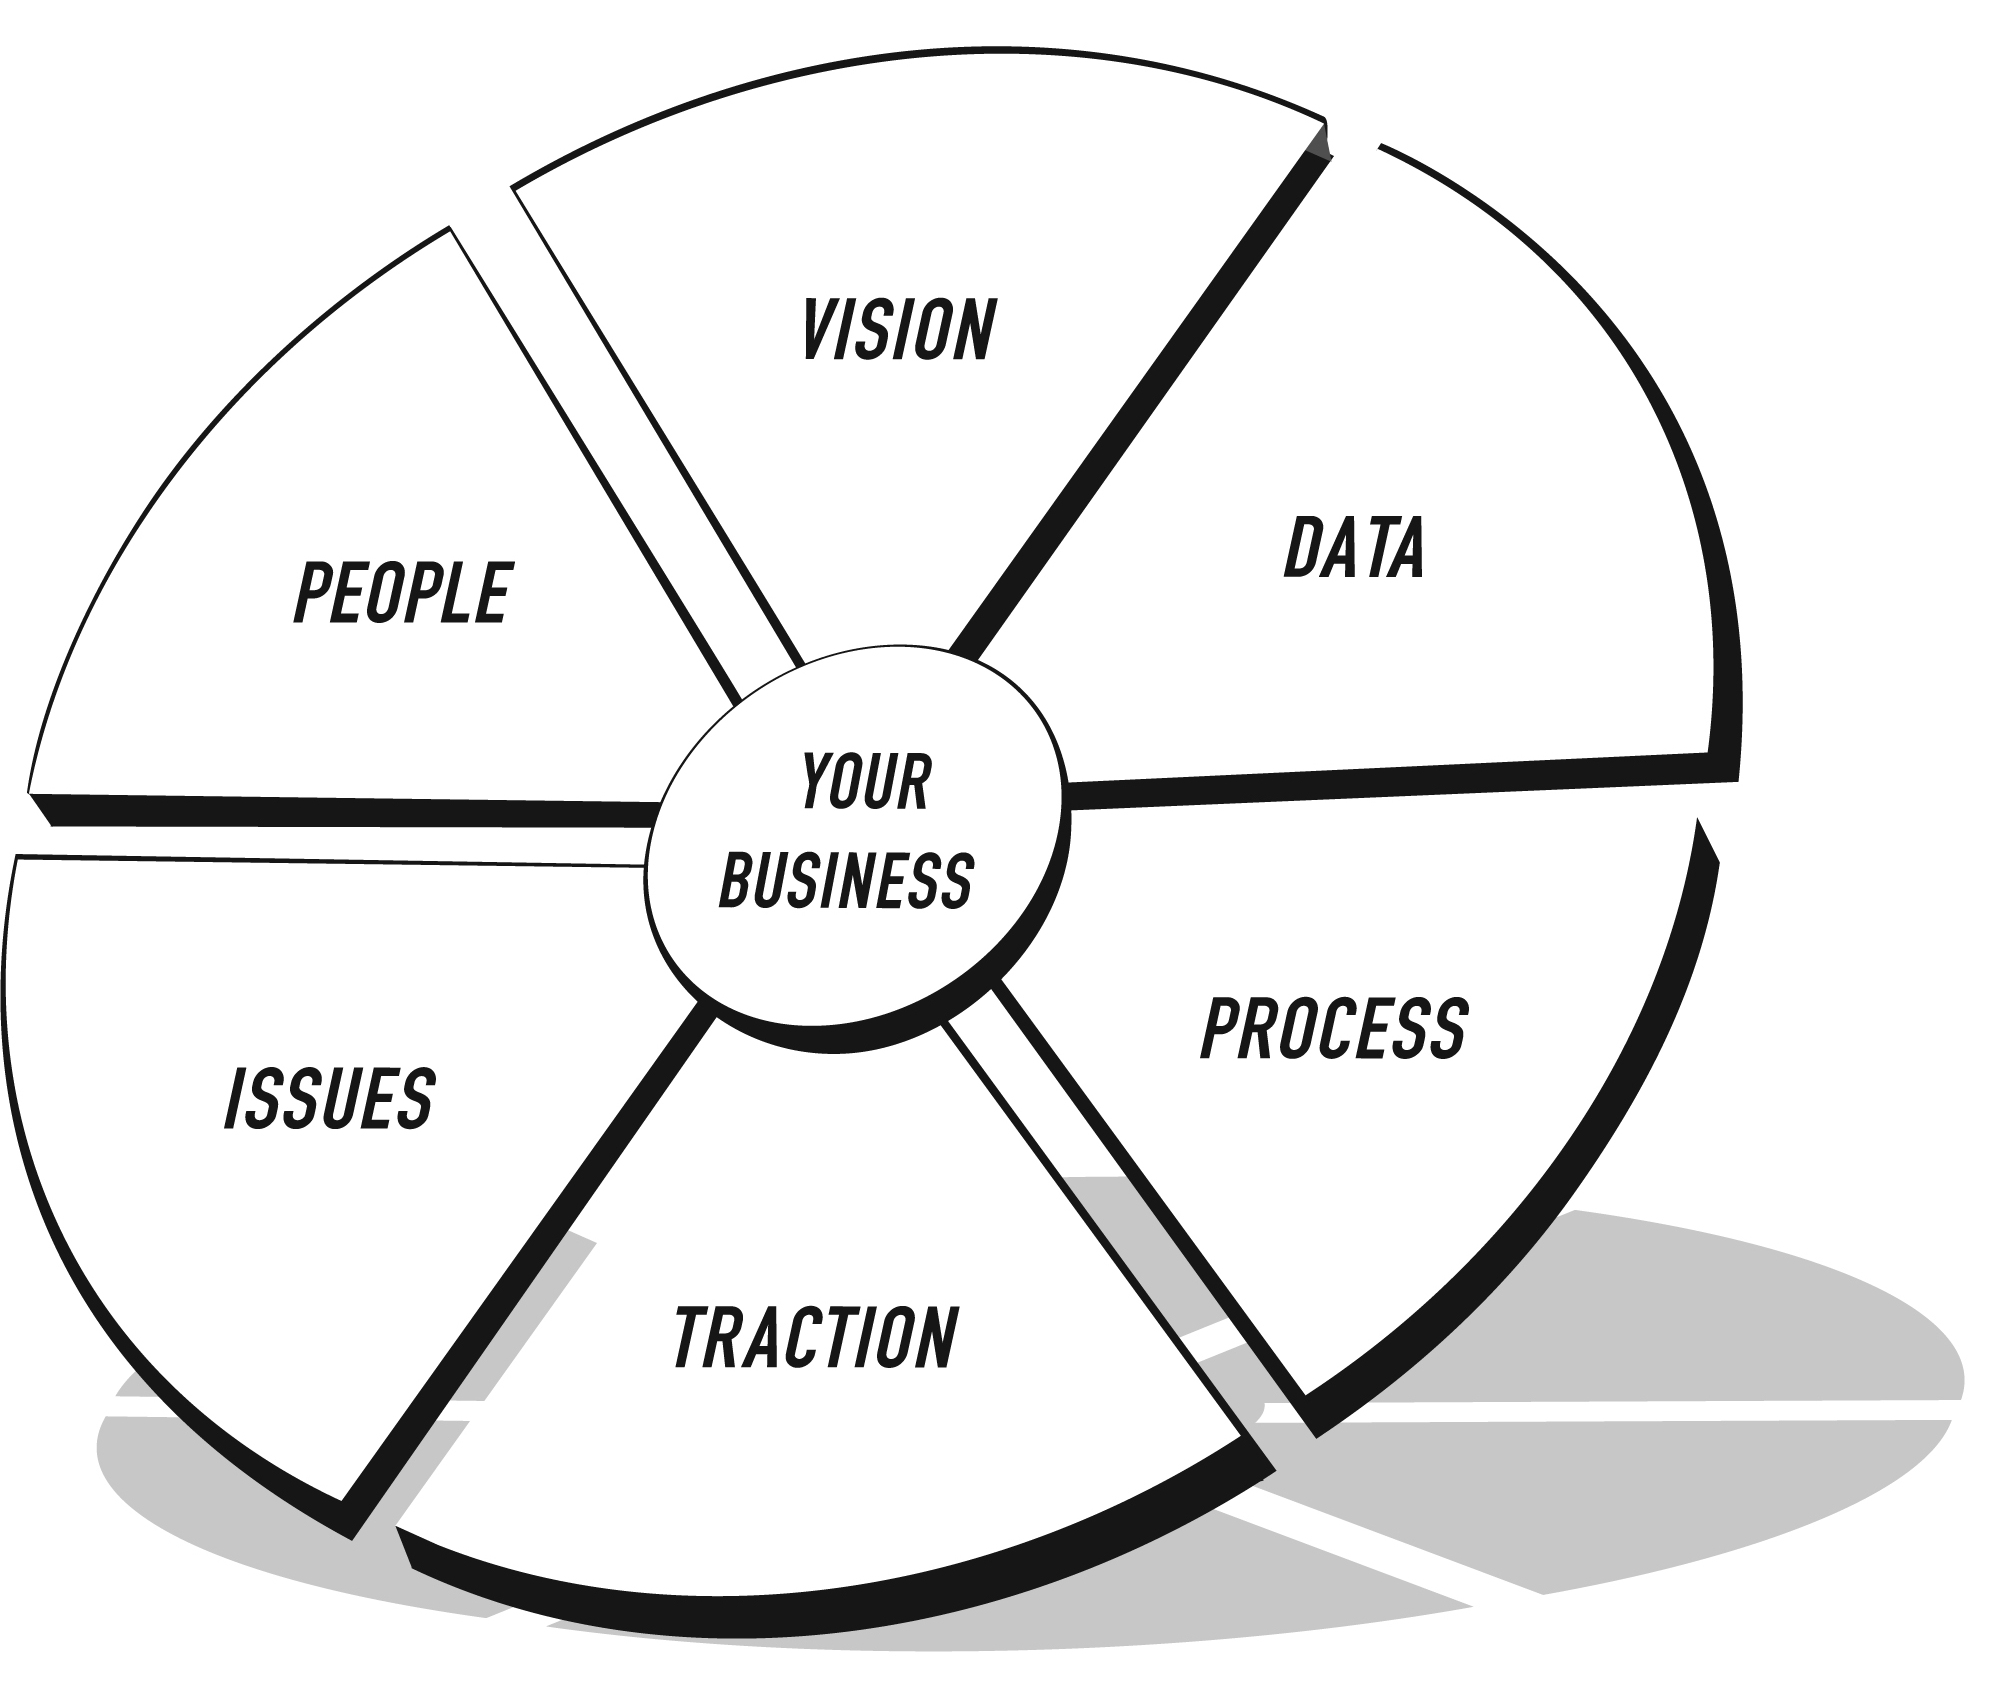 VISION
DATA
PEOPLE
YOUR
BUSINESS
PROCESS
ISSUES
TRACTION